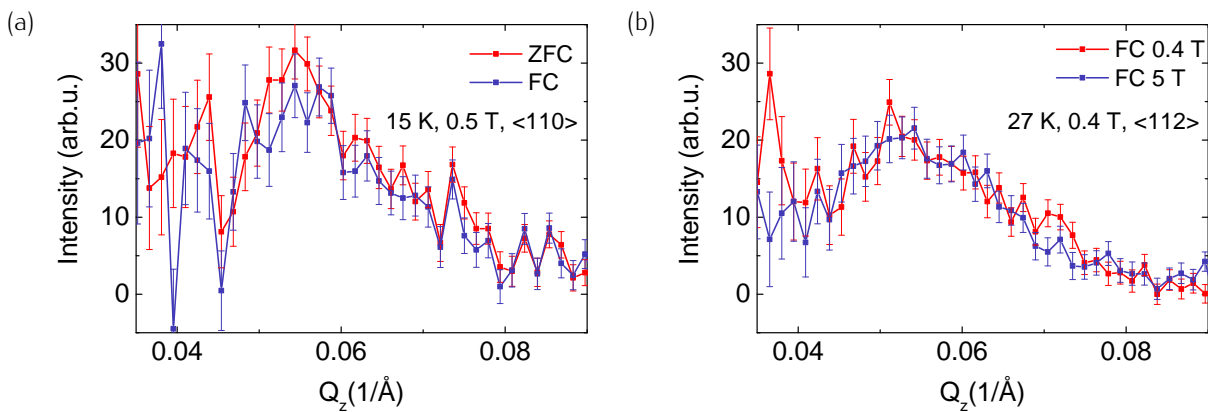 (a)
Intensity (arb.u.)
30
20
10
0
ZFC
FC
15 K, 0.5 T, <110>
0.04 0.06 0.08
Q_z(1/Å)
(b)
Intensity (arb.u.)
30
20
10
0
FC 0.4 T
FC 5 T
27 K, 0.4 T, <112>
0.04 0.06 0.08
Q_z(1/Å)